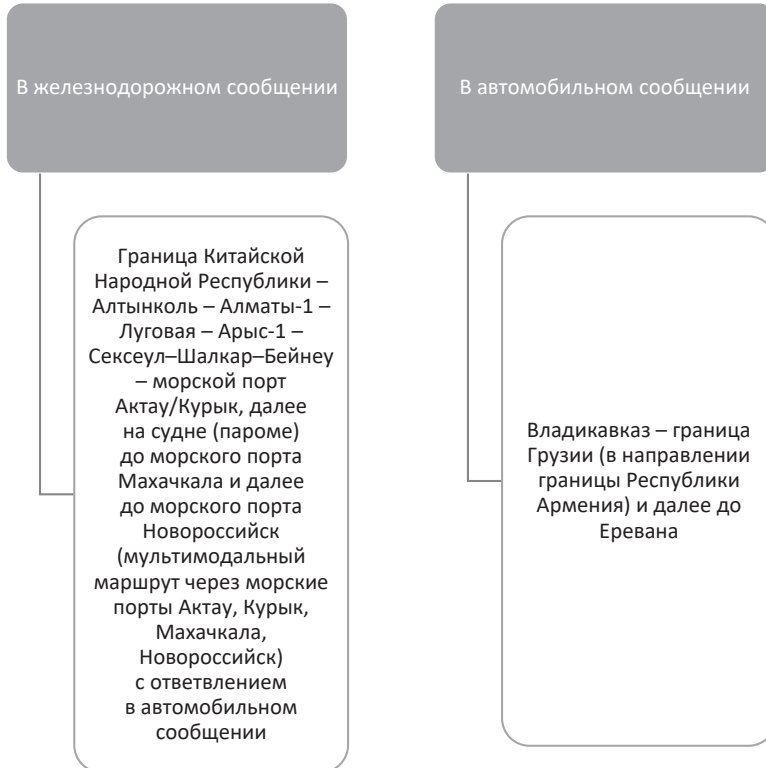 В железнодорожном сообщении
Граница Китайской
Народной Республики –
Алтынколь – Алматы-1 –
Луговая – Арыс-1 –
Сексеул–Шалкар–Бейнеу
– морской порт
Актау/Курык, далее
на судне (пароме)
до морского порта
Махачкала и далее
до морского порта
Новороссийск
(мультимодальный
маршрут через морские
порты Актау, Курык,
Махачкала,
Новороссийск)
с ответвлением
в автомобильном
сообщении
В автомобильном сообщении
Владикавказ – граница
Грузии (в направлении
границы Республики
Армения) и далее до
Еревана